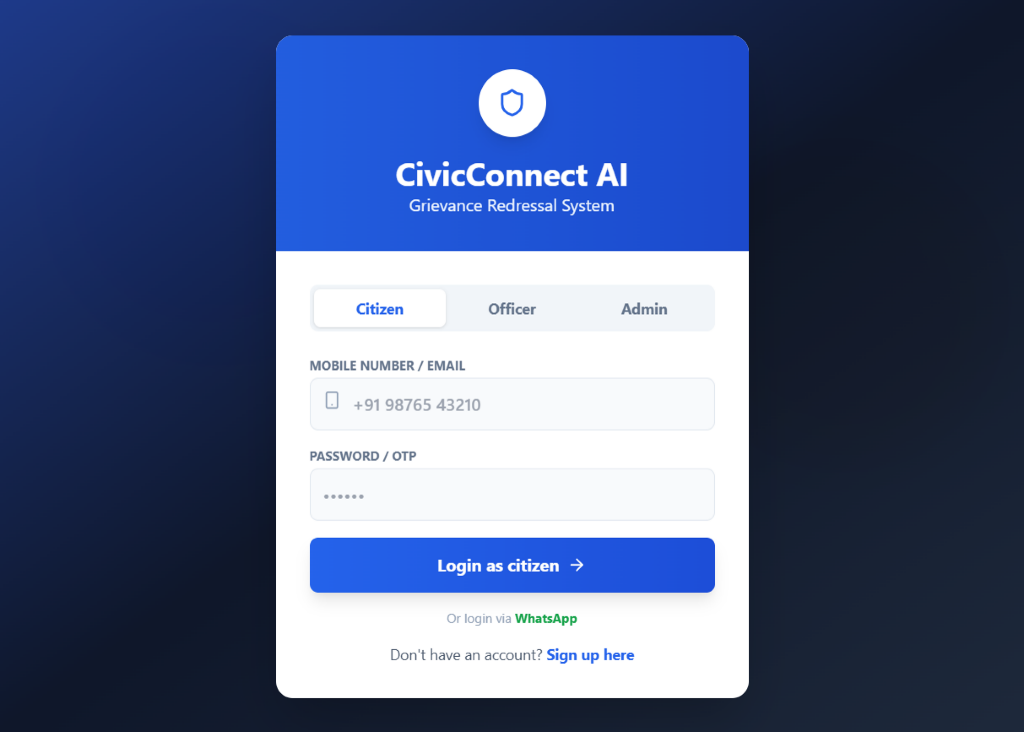 CivicConnect AI
Grievance Redressal System
Citizen Officer Admin
MOBILE NUMBER / EMAIL
+91 98765 43210
PASSWORD / OTP
••••••
Login as citizen →
Or login via WhatsApp
Don't have an account? Sign up here